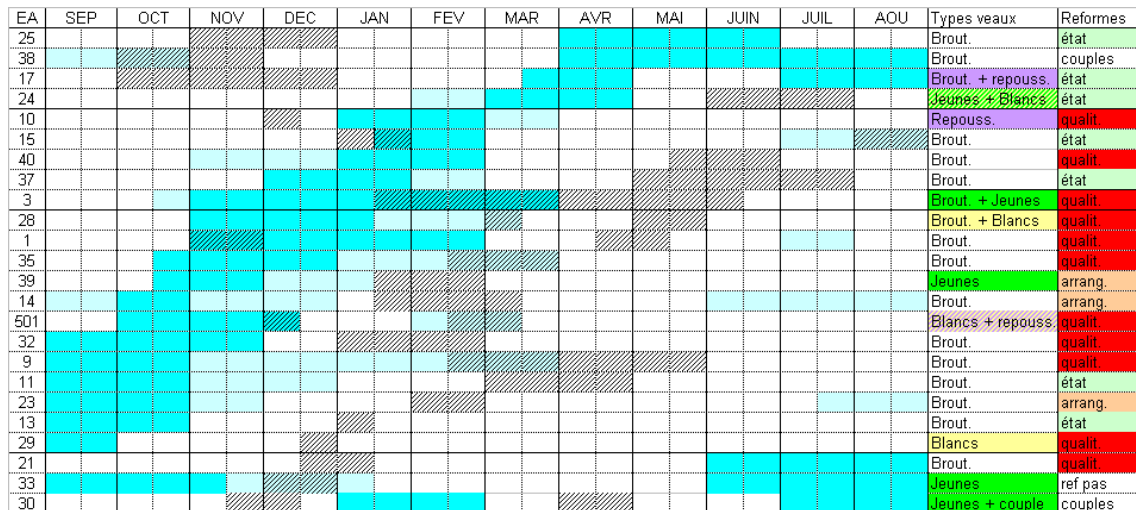 EA SEP OCT NOV DEC JAN FEV MAR AVR MAI JUIN JUIL AOU Types veaux Reformes
25 Brout. état
38 Brout. couples
17 Brout. + repouss. état
24 Jeunes + Blancs état
10 Repouss. qualit.
15 Brout. état
40 Brout. qualit.
37 Brout. état
3 Brout. + Jeunes qualit.
28 Brout. + Blancs qualit.
1 Brout. qualit.
35 Brout. qualit.
39 Jeunes arrang.
14 Brout. arrang.
501 Blancs + repouss. qualit.
32 Brout. qualit.
9 Brout. qualit.
11 Brout. état
23 Brout. arrang.
13 Brout. état
29 Blancs qualit.
21 Brout. qualit.
33 Jeunes ref pas
30 Jeunes + couple couples